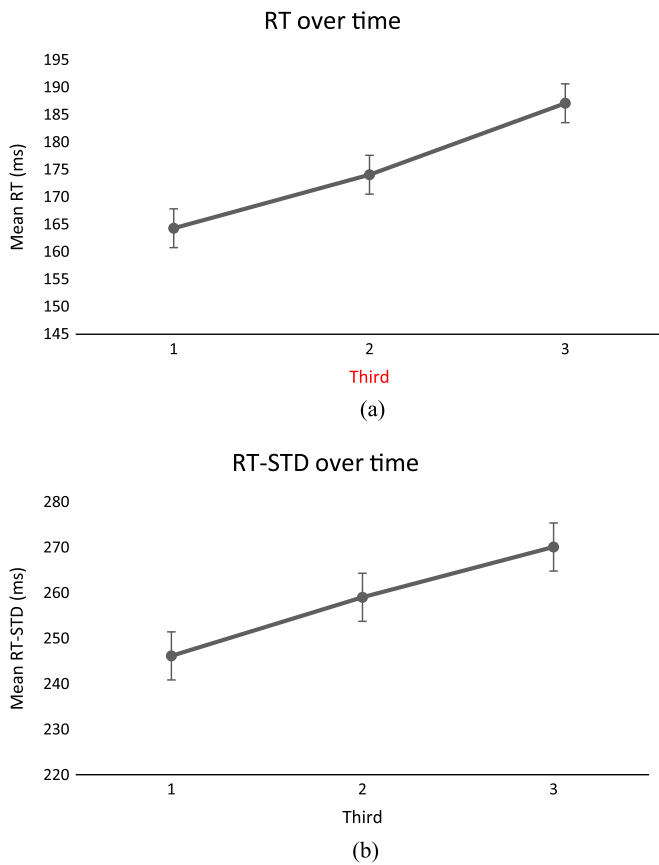 RT over time
Mean RT (ms)
195
190
185
180
175
170
165
160
155
150
145
1 2 3
Third
(a)
RT-STD over time
Mean RT-STD (ms)
280
270
260
250
240
230
220
1 2 3
Third
(b)